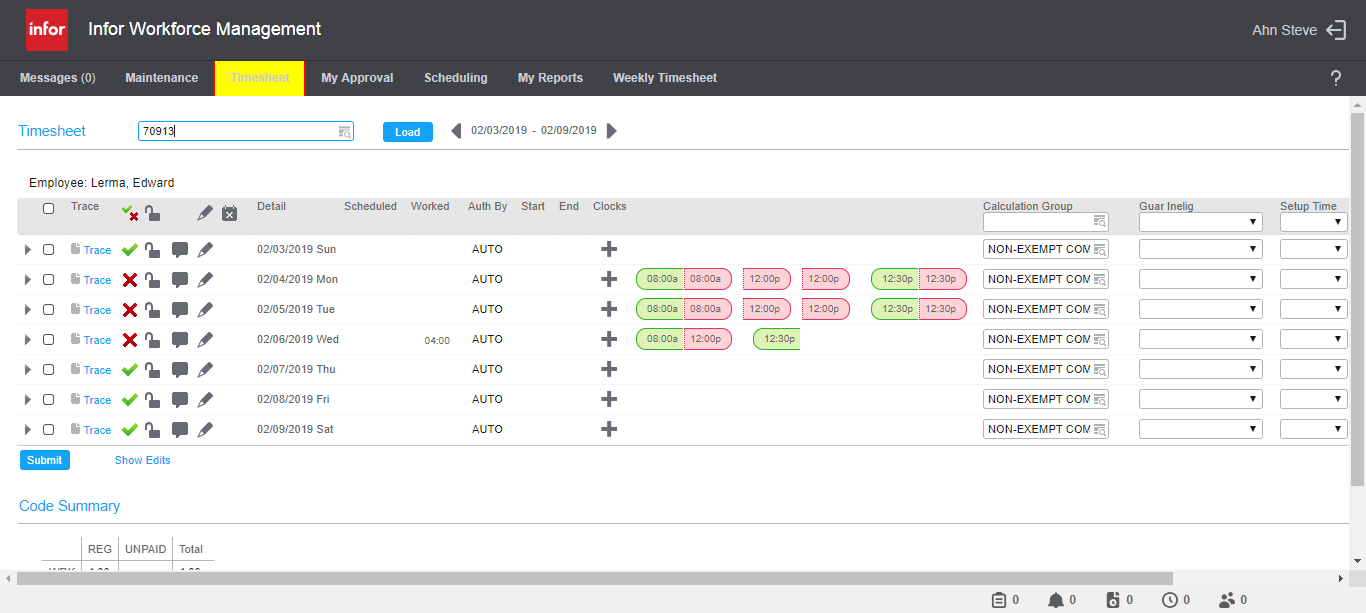 infor Infor Workforce Management Ahn Steve
Messages (0) Maintenance Timesheet My Approval Scheduling My Reports Weekly Timesheet ?
Timesheet 70913 Load 02/03/2019 - 02/09/2019
Employee: Lerma, Edward
Trace Detail Scheduled Worked Auth By Start End Clocks Calculation Group Guar Inelig Setup Time
Trace 02/03/2019 Sun AUTO NON-EXEMPT COM
Trace 02/04/2019 Mon AUTO 08:00a 08:00a 12:00p 12:00p 12:30p 12:30p NON-EXEMPT COM
Trace 02/05/2019 Tue AUTO 08:00a 08:00a 12:00p 12:00p 12:30p 12:30p NON-EXEMPT COM
Trace 02/06/2019 Wed 04:00 AUTO 08:00a 12:00p 12:30p NON-EXEMPT COM
Trace 02/07/2019 Thu AUTO NON-EXEMPT COM
Trace 02/08/2019 Fri AUTO NON-EXEMPT COM
Trace 02/09/2019 Sat AUTO NON-EXEMPT COM
Submit Show Edits
Code Summary
REG UNPAID Total
0 0 0 0 0